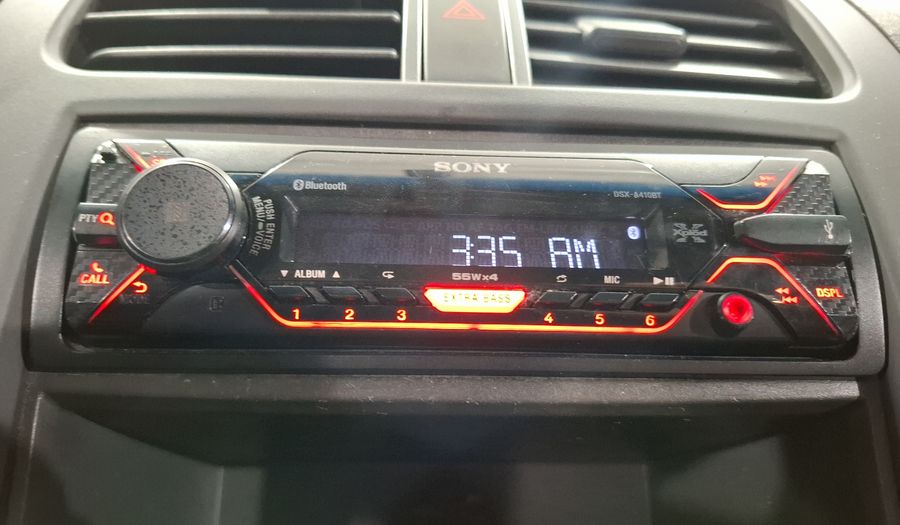 SONY
Bluetooth
DSX-A410BT
PUSH ENTER
MENU VOICE
PTY
3:35 AM
ALBUM
55W×4
MIC
CALL
EXTRA BASS
DSPL
1 2 3 4 5 6